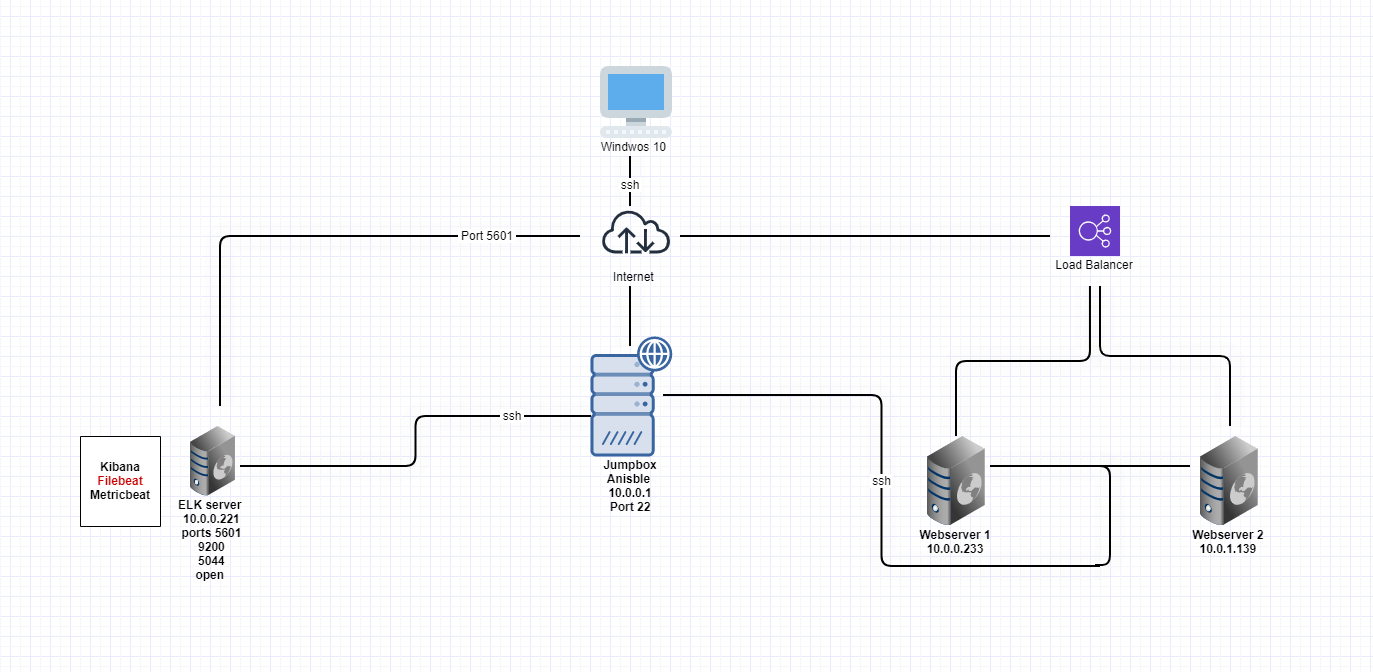 Windwos 10
ssh
Port 5601
Internet
Load Balancer
ssh
Jumpbox
Anisble
10.0.0.1
Port 22
ssh
Kibana
Filebeat
Metricbeat
ELK server
10.0.0.221
ports 5601
9200
5044
open
Webserver 1
10.0.0.233
Webserver 2
10.0.1.139